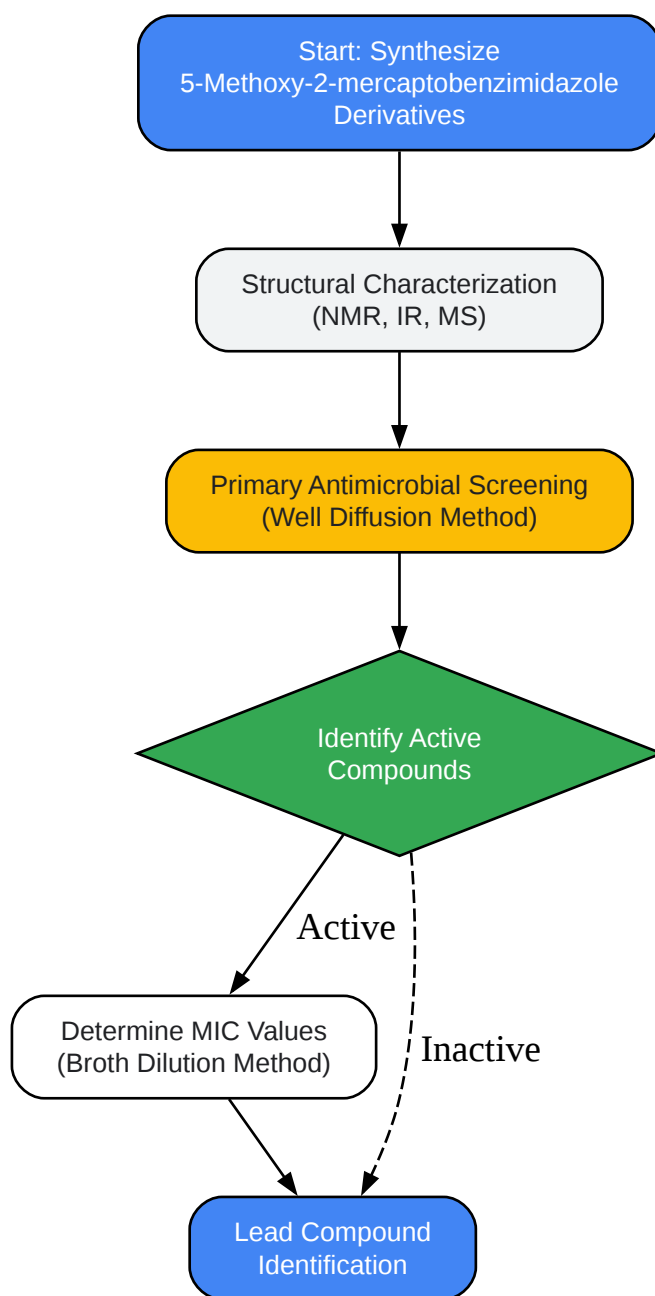 Start: Synthesize
5-Methoxy-2-mercaptobenzimidazole
Derivatives
Structural Characterization
(NMR, IR, MS)
Primary Antimicrobial Screening
(Well Diffusion Method)
Identify Active
Compounds
Active
Determine MIC Values
(Broth Dilution Method)
Inactive
Lead Compound
Identification